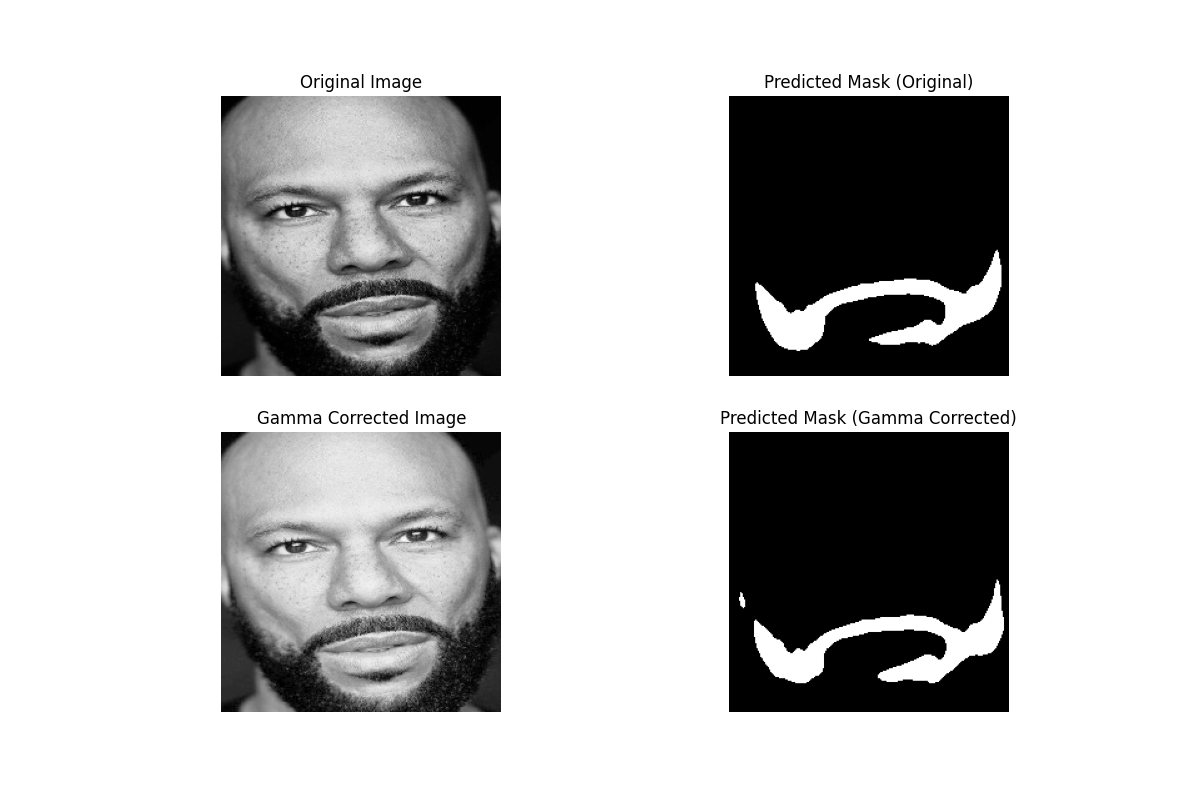 Original Image
Predicted Mask (Original)
Gamma Corrected Image
Predicted Mask (Gamma Corrected)